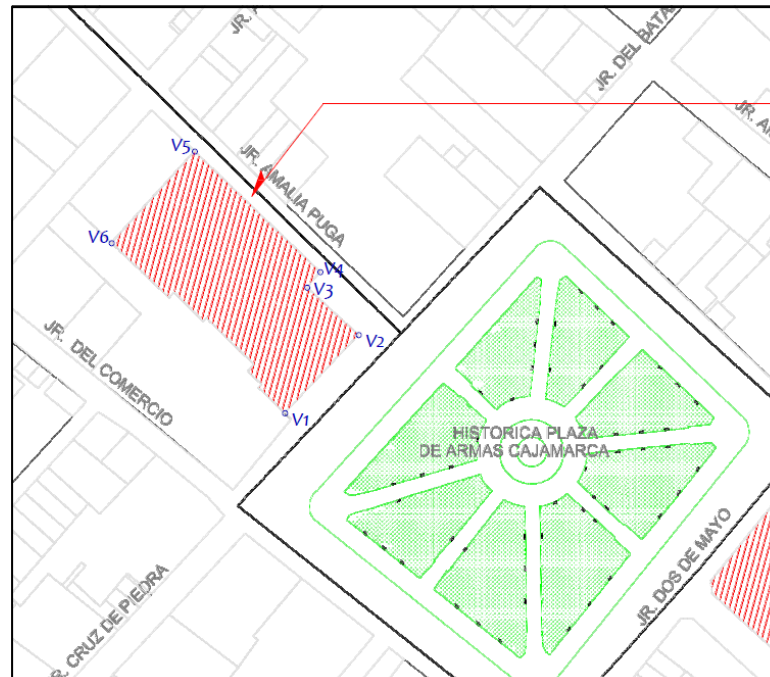 JR. DEL BATA
V5
JR. AMALIA PUGA
JR. A
V6
V4
V3
V2
JR. DEL COMERCIO
V1
HISTORICA PLAZA
DE ARMAS CAJAMARCA
JR. DOS DE MAYO
R. CRUZ DE PIEDRA